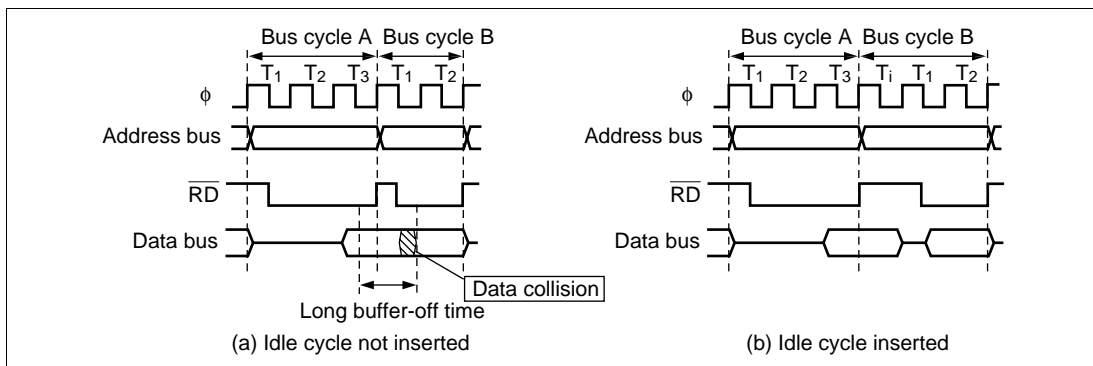 Bus cycle A Bus cycle B
T1 T2 T3 T1 T2
ϕ
Address bus
RD
Data bus
Data collision
Long buffer-off time
(a) Idle cycle not inserted
Bus cycle A Bus cycle B
T1 T2 T3 Ti T1 T2
ϕ
Address bus
RD
Data bus
(b) Idle cycle inserted